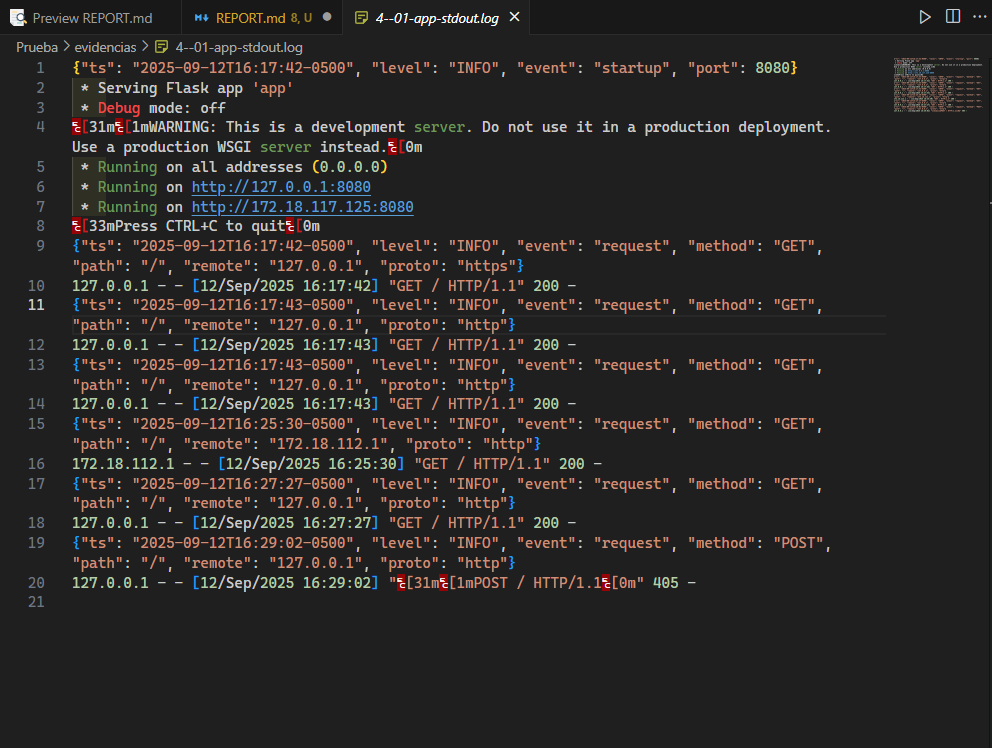 Preview REPORT.md
REPORT.md 8, U
4--01-app-stdout.log
Prueba > evidencias > 4--01-app-stdout.log
1 {"ts": "2025-09-12T16:17:42-0500", "level": "INFO", "event": "startup", "port": 8080}
2 * Serving Flask app 'app'
3 * Debug mode: off
4 ␛[31m␛[1mWARNING: This is a development server. Do not use it in a production deployment.
Use a production WSGI server instead.␛[0m
5 * Running on all addresses (0.0.0.0)
6 * Running on http://127.0.0.1:8080
7 * Running on http://172.18.117.125:8080
8 ␛[33mPress CTRL+C to quit␛[0m
9 {"ts": "2025-09-12T16:17:42-0500", "level": "INFO", "event": "request", "method": "GET",
"path": "/", "remote": "127.0.0.1", "proto": "https"}
10 127.0.0.1 - - [12/Sep/2025 16:17:42] "GET / HTTP/1.1" 200 -
11 {"ts": "2025-09-12T16:17:43-0500", "level": "INFO", "event": "request", "method": "GET",
"path": "/", "remote": "127.0.0.1", "proto": "http"}
12 127.0.0.1 - - [12/Sep/2025 16:17:43] "GET / HTTP/1.1" 200 -
13 {"ts": "2025-09-12T16:17:43-0500", "level": "INFO", "event": "request", "method": "GET",
"path": "/", "remote": "127.0.0.1", "proto": "http"}
14 127.0.0.1 - - [12/Sep/2025 16:17:43] "GET / HTTP/1.1" 200 -
15 {"ts": "2025-09-12T16:25:30-0500", "level": "INFO", "event": "request", "method": "GET",
"path": "/", "remote": "172.18.112.1", "proto": "http"}
16 172.18.112.1 - - [12/Sep/2025 16:25:30] "GET / HTTP/1.1" 200 -
17 {"ts": "2025-09-12T16:27:27-0500", "level": "INFO", "event": "request", "method": "GET",
"path": "/", "remote": "127.0.0.1", "proto": "http"}
18 127.0.0.1 - - [12/Sep/2025 16:27:27] "GET / HTTP/1.1" 200 -
19 {"ts": "2025-09-12T16:29:02-0500", "level": "INFO", "event": "request", "method": "POST",
"path": "/", "remote": "127.0.0.1", "proto": "http"}
20 127.0.0.1 - - [12/Sep/2025 16:29:02] "␛[31m␛[1mPOST / HTTP/1.1␛[0m" 405 -
21